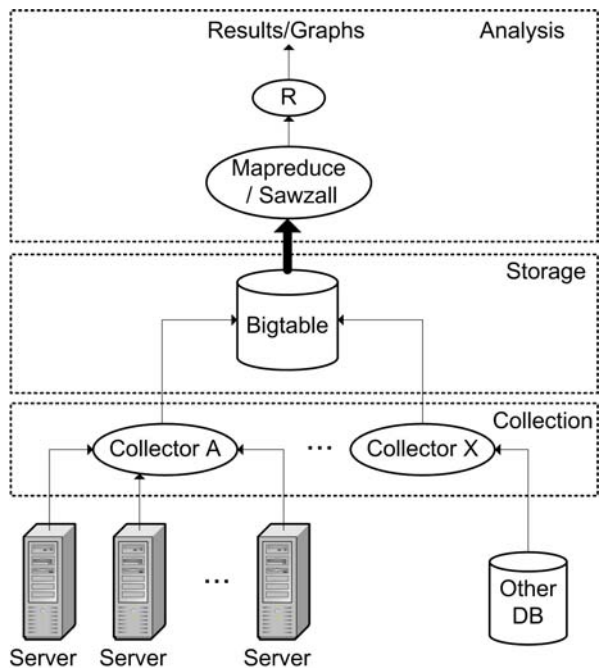 Results/Graphs
Analysis
R
Mapreduce
/ Sawzall
Storage
Bigtable
Collection
Collector A
...
Collector X
...
Other
DB
Server
Server
Server